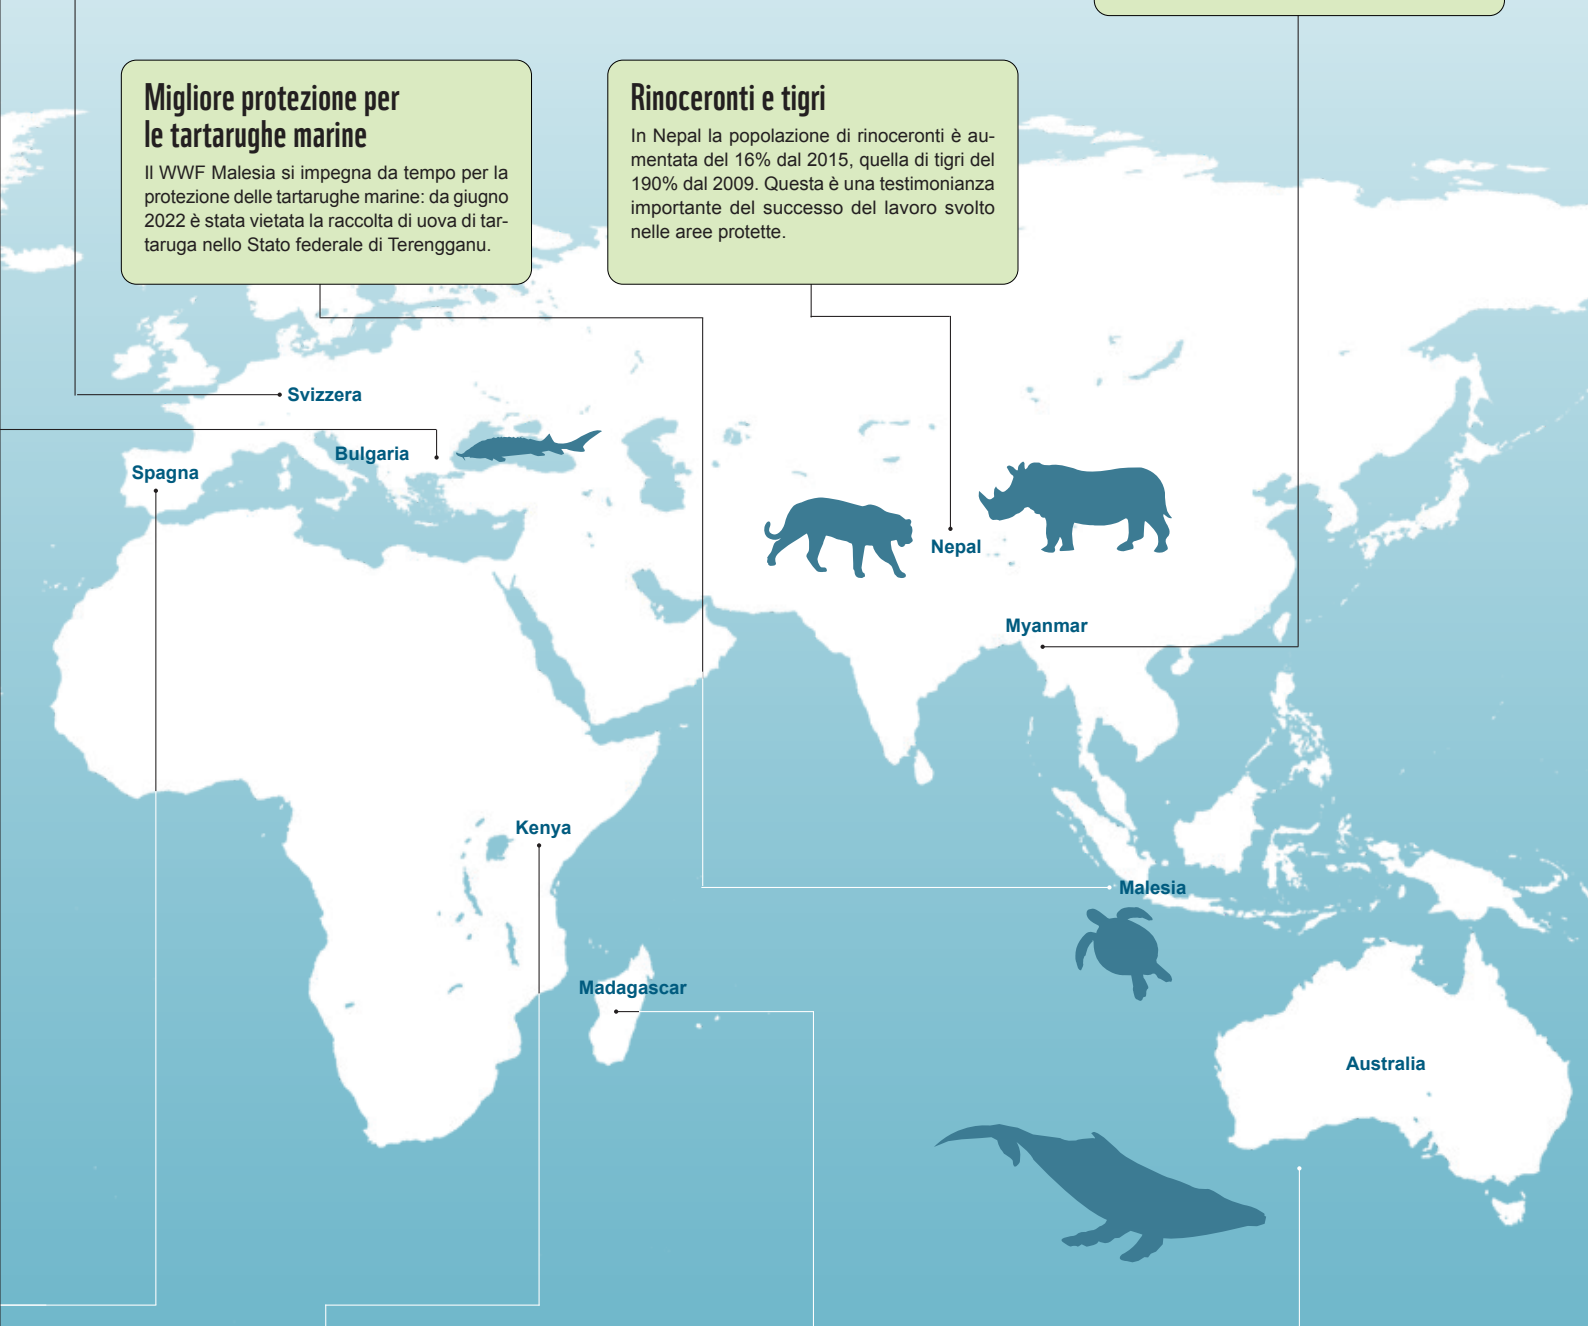 Migliore protezione per
le tartarughe marine
Il WWF Malesia si impegna da tempo per la
protezione delle tartarughe marine: da giugno
2022 è stata vietata la raccolta di uova di tar-
taruga nello Stato federale di Terengganu.
Rinoceronti e tigri
In Nepal la popolazione di rinoceronti è au-
mentata del 16% dal 2015, quella di tigri del
190% dal 2009. Questa è una testimonianza
importante del successo del lavoro svolto
nelle aree protette.
Svizzera
Bulgaria
Spagna
Nepal
Myanmar
Kenya
Malesia
Madagascar
Australia